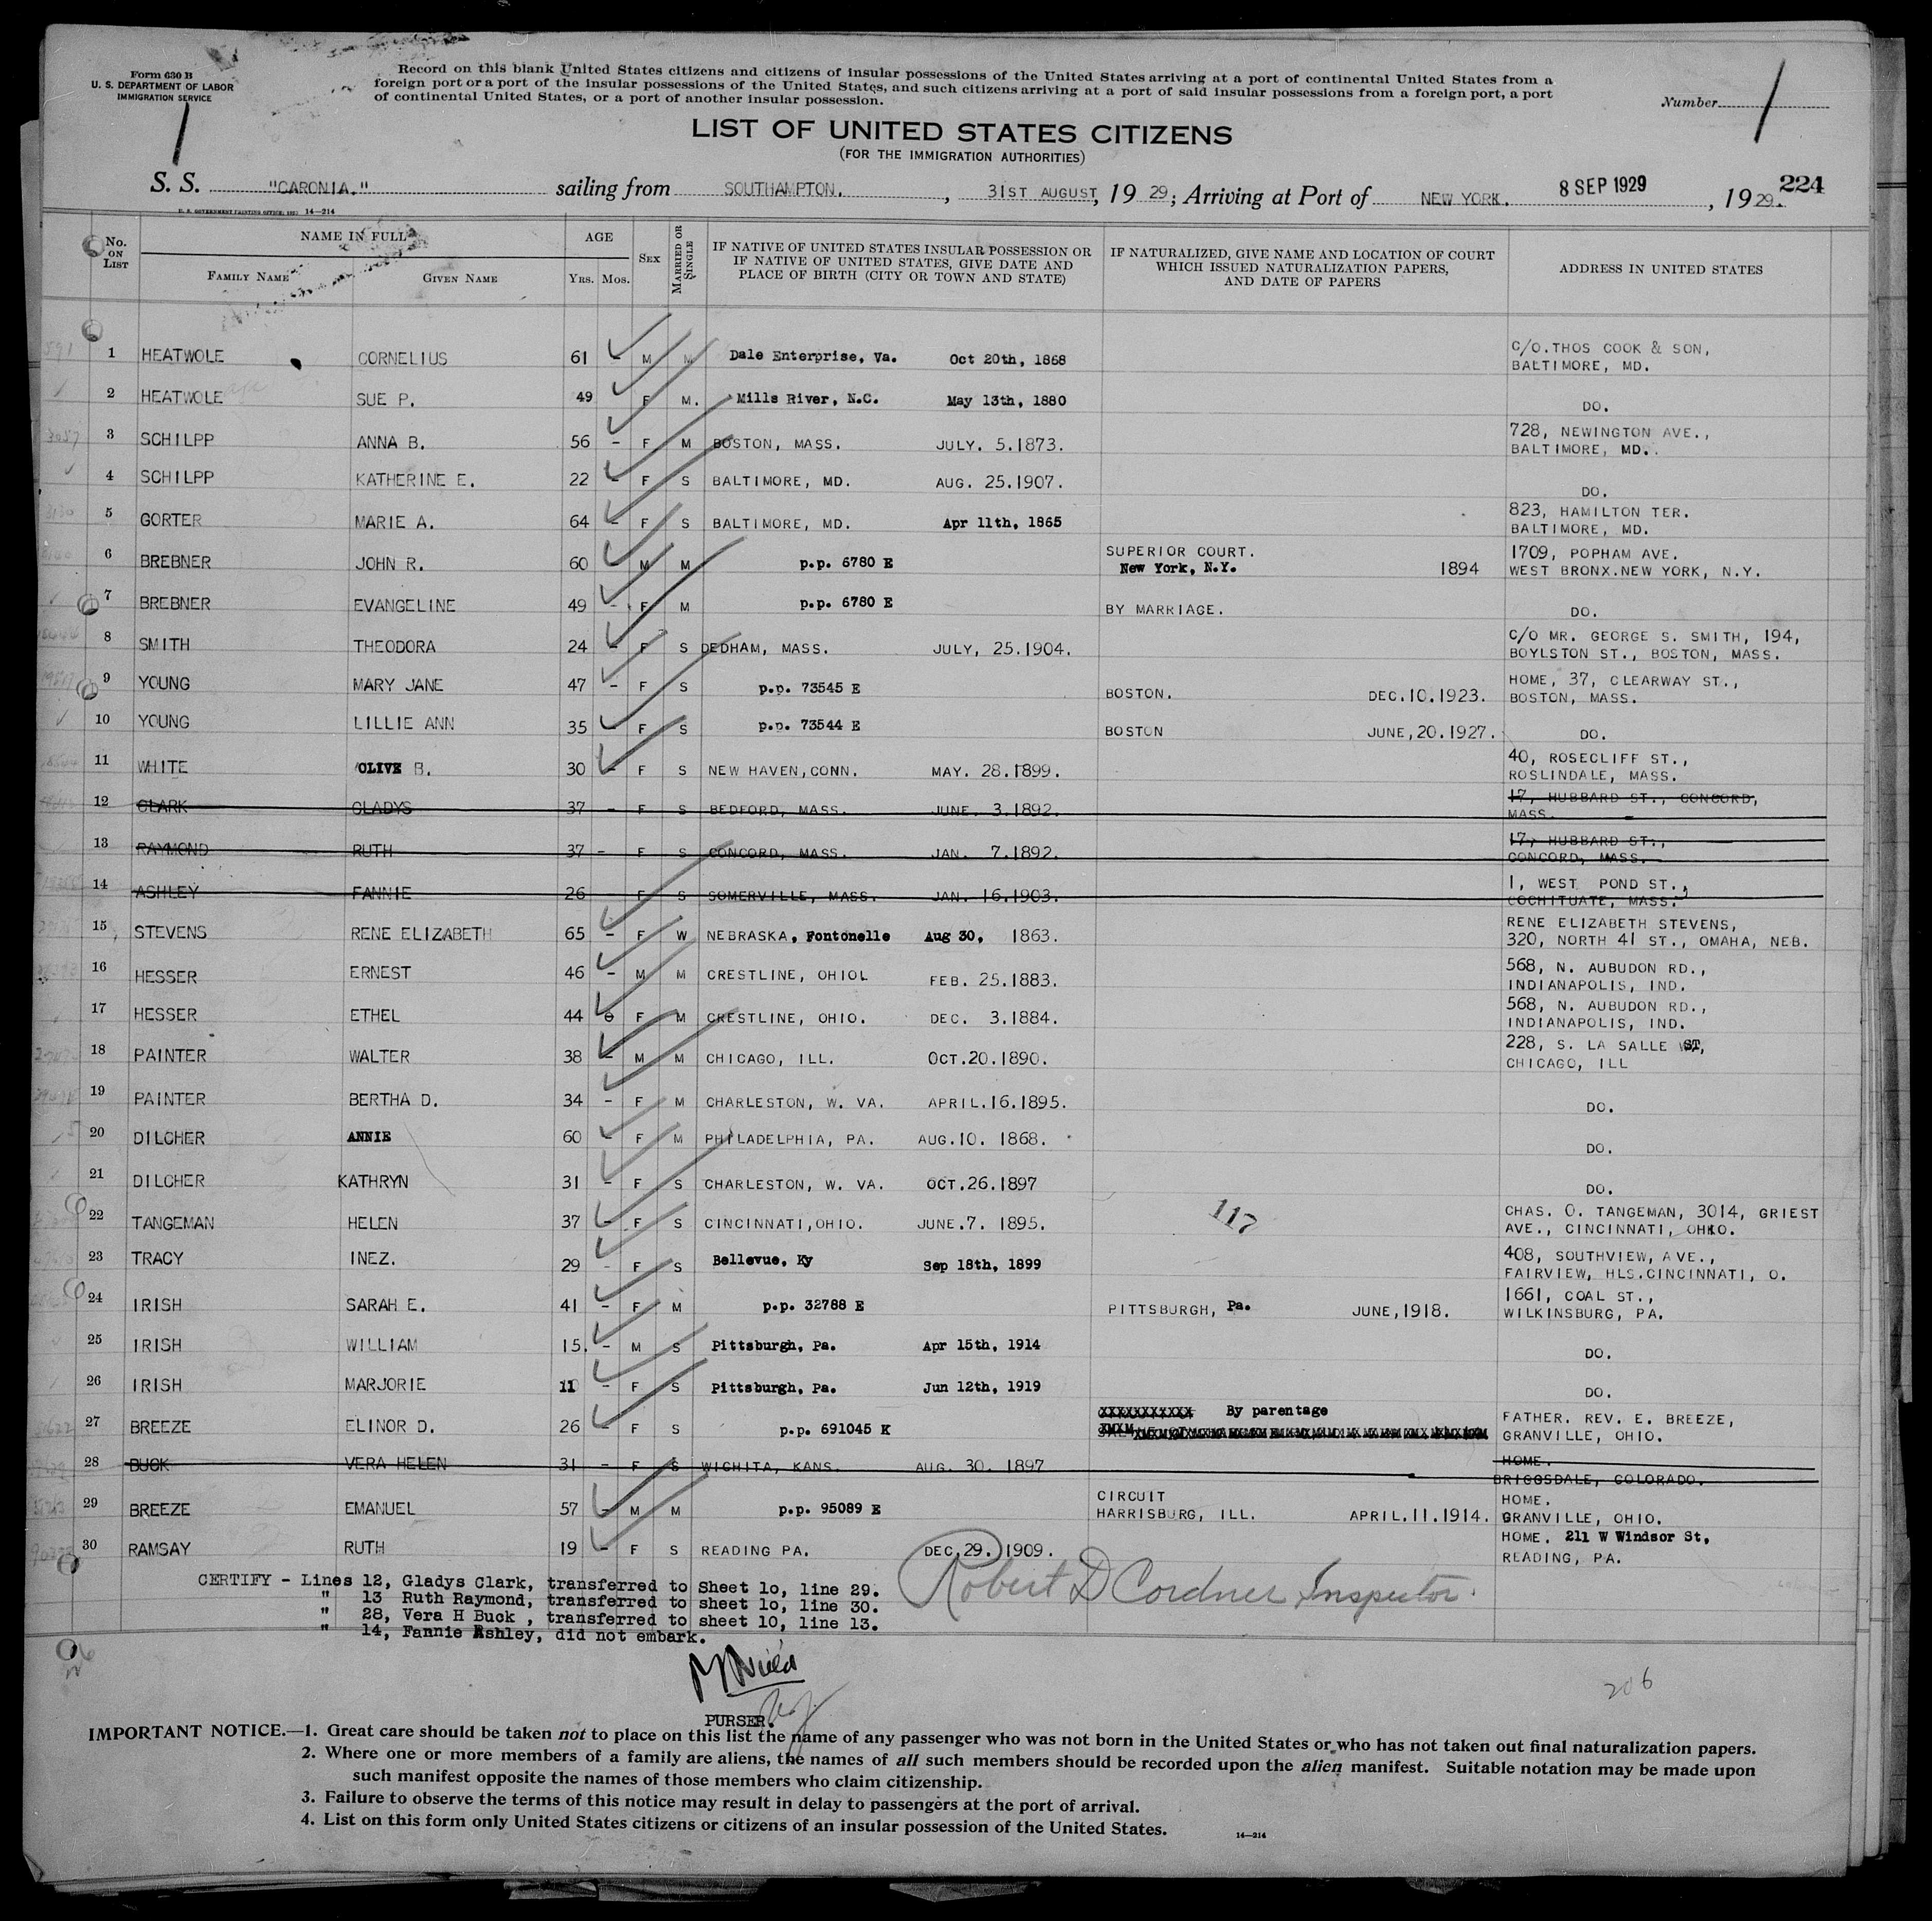 Form 630 B
U. S. DEPARTMENT OF LABOR
IMMIGRATION SERVICE
Record on this blank United States citizens and citizens of insular possessions of the United States arriving at a port of continental United States from a
foreign port or a port of the insular possessions of the United States, and such citizens arriving at a port of said insular possessions from a foreign port, a port
of continental United States, or a port of another insular possession.
Number 1
1
LIST OF UNITED STATES CITIZENS
(FOR THE IMMIGRATION AUTHORITIES)
S. S. "CARONIA." sailing from SOUTHAMPTON, 31ST AUGUST, 19 29; Arriving at Port of NEW YORK. 8 SEP 1929, 19 29. 224
U. S. GOVERNMENT PRINTING OFFICE: 14—214
No. ON LIST
NAME IN FULL
FAMILY NAME GIVEN NAME
AGE
YRS. MOS.
SEX
MARRIED OR SINGLE
IF NATIVE OF UNITED STATES INSULAR POSSESSION OR
IF NATIVE OF UNITED STATES, GIVE DATE AND
PLACE OF BIRTH (CITY OR TOWN AND STATE)
IF NATURALIZED, GIVE NAME AND LOCATION OF COURT
WHICH ISSUED NATURALIZATION PAPERS,
AND DATE OF PAPERS
ADDRESS IN UNITED STATES
1 HEATWOLE CORNELIUS 61 - M M Dale Enterprise, Va. Oct 20th, 1868 C/O.THOS COOK & SON,
BALTIMORE, MD.
2 HEATWOLE SUE P. 49 F M. Mills River, N.C. May 13th, 1880 DO.
3 SCHILPP ANNA B. 56 - F M BOSTON, MASS. JULY. 5.1873. 728, NEWINGTON AVE.,
BALTIMORE, MD.
4 SCHILPP KATHERINE E. 22 - F S BALTIMORE, MD. AUG. 25.1907. DO.
5 GORTER MARIE A. 64 - F S BALTIMORE, MD. Apr 11th, 1865 823, HAMILTON TER.
BALTIMORE, MD.
6 BREBNER JOHN R. 60 M M p.p. 6780 E SUPERIOR COURT.
New York, N.Y. 1894 1709, POPHAM AVE.
WEST BRONX.NEW YORK, N.Y.
7 BREBNER EVANGELINE 49 - F M p.p. 6780 E BY MARRIAGE. DO.
8 SMITH THEODORA 24 - F S DEDHAM, MASS. JULY, 25.1904. C/O MR. GEORGE S. SMITH, 194,
BOYLSTON ST., BOSTON, MASS.
9 YOUNG MARY JANE 47 - F S p.p. 73545 E BOSTON. DEC.10.1923. HOME, 37, CLEARWAY ST.,
BOSTON, MASS.
10 YOUNG LILLIE ANN 35 F S p.p. 73544 E BOSTON JUNE,20.1927. DO.
11 WHITE OLIVE B. 30 - F S NEW HAVEN,CONN. MAY. 28.1899. 40, ROSECLIFF ST.,
ROSLINDALE, MASS.
12 CLARK GLADYS 37 - F S BEDFORD, MASS. JUNE. 3.1892. 17, HUBBARD ST., CONCORD,
MASS.
13 RAYMOND RUTH 37 - F S CONCORD, MASS. JAN. 7.1892. 17, HUBBARD ST.,
CONCORD, MASS.
14 ASHLEY FANNIE 26 F S SOMERVILLE, MASS. JAN. 16.1903. 1, WEST POND ST.,
COCHITUATE, MASS.
15 STEVENS RENE ELIZABETH 65 - F W NEBRASKA, Fontonelle Aug 30, 1863. RENE ELIZABETH STEVENS,
320, NORTH 41 ST., OMAHA, NEB.
16 HESSER ERNEST 46 - M M CRESTLINE, OHIOL FEB. 25.1883. 568, N. AUBUDON RD.,
INDIANAPOLIS, IND.
17 HESSER ETHEL 44 F M CRESTLINE, OHIO. DEC. 3.1884. 568, N. AUBUDON RD.,
INDIANAPOLIS, IND.
18 PAINTER WALTER 38 - M M CHICAGO, ILL. OCT.20.1890. 228, S. LA SALLE ST,
CHICAGO, ILL
19 PAINTER BERTHA D. 34 - F M CHARLESTON, W. VA. APRIL.16.1895. DO.
20 DILCHER ANNIE 60 - F M PHILADELPHIA, PA. AUG.10. 1868. DO.
21 DILCHER KATHRYN 31 - F S CHARLESTON, W. VA. OCT.26.1897 DO.
22 TANGEMAN HELEN 37 - F S CINCINNATI,OHIO. JUNE.7. 1895. 117 CHAS. O. TANGEMAN, 3014, GRIEST
AVE., CINCINNATI, OHIO.
23 TRACY INEZ. 29 - F S Bellevue, Ky Sep 18th, 1899 408, SOUTHVIEW, AVE.,
FAIRVIEW, HLS.CINCINNATI, O.
24 IRISH SARAH E. 41 - F M p.p. 32788 E PITTSBURGH, Pa. JUNE,1918. 1661, COAL ST.,
WILKINSBURG, PA.
25 IRISH WILLIAM 15. - M S Pittsburgh, Pa. Apr 15th, 1914 DO.
26 IRISH MARJORIE 11 - F S Pittsburgh, Pa. Jun 12th, 1919 DO.
27 BREEZE ELINOR D. 26 - F S p.p. 691045 K XXXXXXXXXXX By parentage FATHER. REV. E. BREEZE,
GRANVILLE, OHIO.
28 BUCK VERA HELEN 31 - F S WICHITA, KANS. AUG. 30. 1897 HOME.
BRIGGSDALE, COLORADO.
29 BREEZE EMANUEL 57 - M M p.p. 95089 E CIRCUIT
HARRISBURG, ILL. APRIL.11.1914. HOME.
GRANVILLE, OHIO.
30 RAMSAY RUTH 19 - F S READING PA. DEC.29. 1909. HOME. 211 W Windsor St,
READING, PA.
CERTIFY - Lines 12, Gladys Clark, transferred to Sheet 1o, line 29.
" 13 Ruth Raymond, transferred to sheet 1o, line 30.
" 28, Vera H Buck , transferred to sheet 10, line 13.
" 14, Fannie Ashley, did not embark.
Robert D Cordner Inspector.
PURSER.
206
IMPORTANT NOTICE.—1. Great care should be taken not to place on this list the name of any passenger who was not born in the United States or who has not taken out final naturalization papers.
2. Where one or more members of a family are aliens, the names of all such members should be recorded upon the alien manifest. Suitable notation may be made upon
such manifest opposite the names of those members who claim citizenship.
3. Failure to observe the terms of this notice may result in delay to passengers at the port of arrival.
4. List on this form only United States citizens or citizens of an insular possession of the United States.
14—214